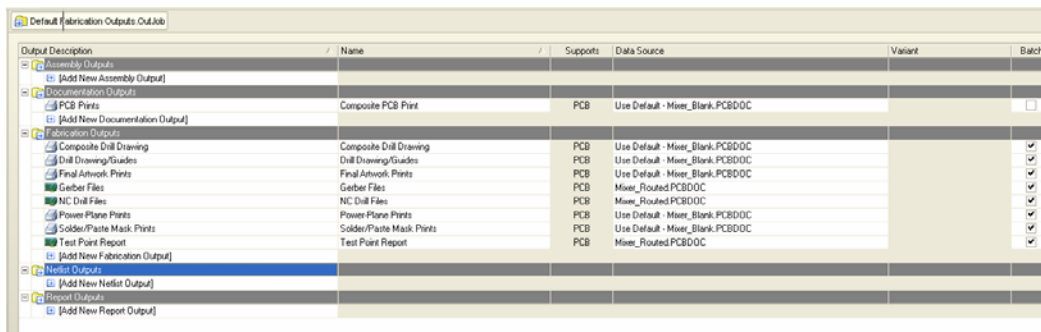 Default Fabrication Outputs.OutJob
Output Description / Name / Supports Data Source Variant Batch
Assembly Outputs
[Add New Assembly Output]
Documentation Outputs
PCB Prints Composite PCB Print PCB Use Default - Mixer_Blank.PCBDOC
[Add New Documentation Output]
Fabrication Outputs
Composite Drill Drawing Composite Drill Drawing PCB Use Default - Mixer_Blank.PCBDOC
Drill Drawing/Guides Drill Drawing/Guides PCB Use Default - Mixer_Blank.PCBDOC
Final Artwork Prints Final Artwork Prints PCB Use Default - Mixer_Blank.PCBDOC
Gerber Files Gerber Files PCB Mixer_Routed.PCBDOC
NC Drill Files NC Drill Files PCB Mixer_Routed.PCBDOC
Power-Plane Prints Power-Plane Prints PCB Use Default - Mixer_Blank.PCBDOC
Solder/Paste Mask Prints Solder/Paste Mask Prints PCB Use Default - Mixer_Blank.PCBDOC
Test Point Report Test Point Report PCB Mixer_Routed.PCBDOC
[Add New Fabrication Output]
Netlist Outputs
[Add New Netlist Output]
Report Outputs
[Add New Report Output]